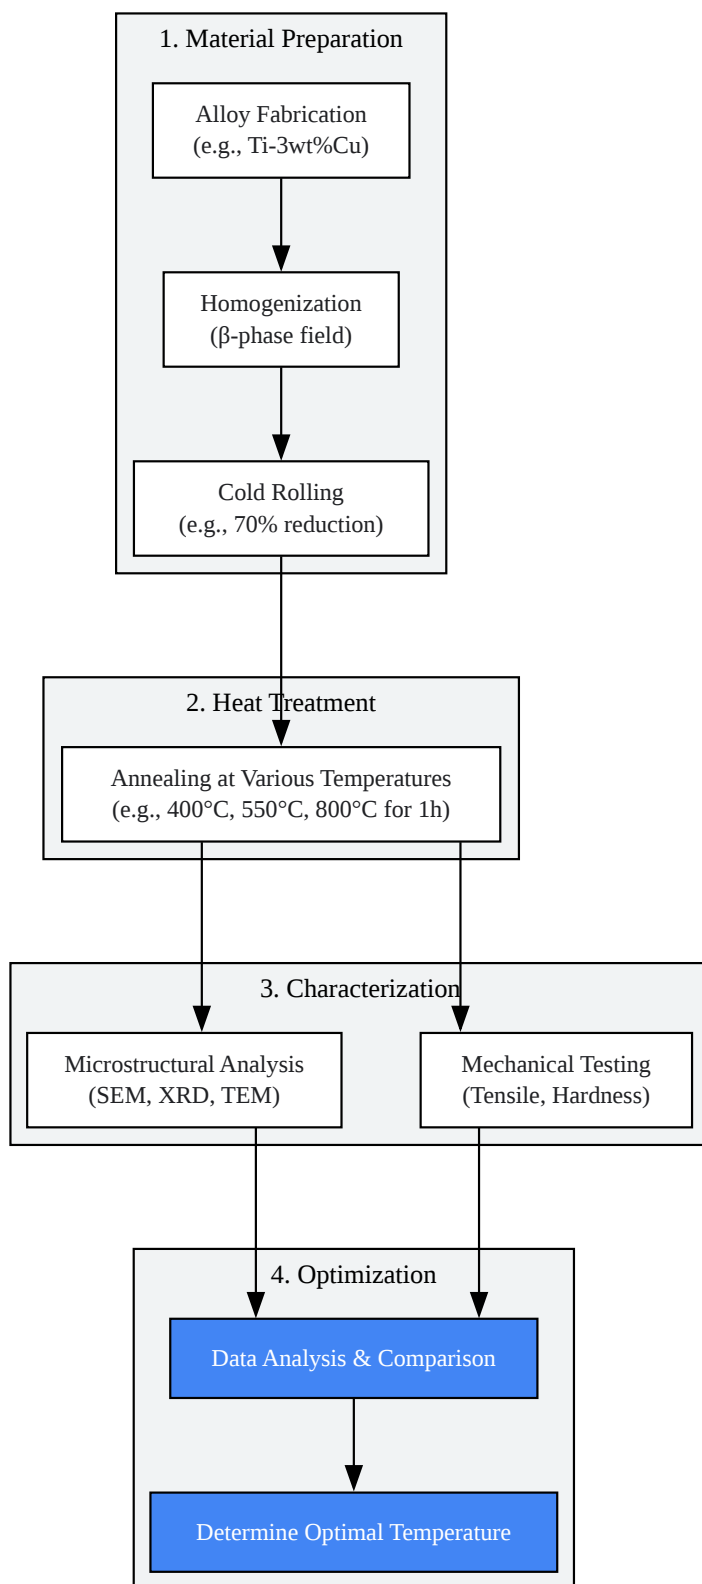 1. Material Preparation
Alloy Fabrication
(e.g., Ti-3wt%Cu)
Homogenization
(β-phase field)
Cold Rolling
(e.g., 70% reduction)
2. Heat Treatment
Annealing at Various Temperatures
(e.g., 400°C, 550°C, 800°C for 1h)
3. Characterization
Microstructural Analysis
(SEM, XRD, TEM)
Mechanical Testing
(Tensile, Hardness)
4. Optimization
Data Analysis & Comparison
Determine Optimal Temperature